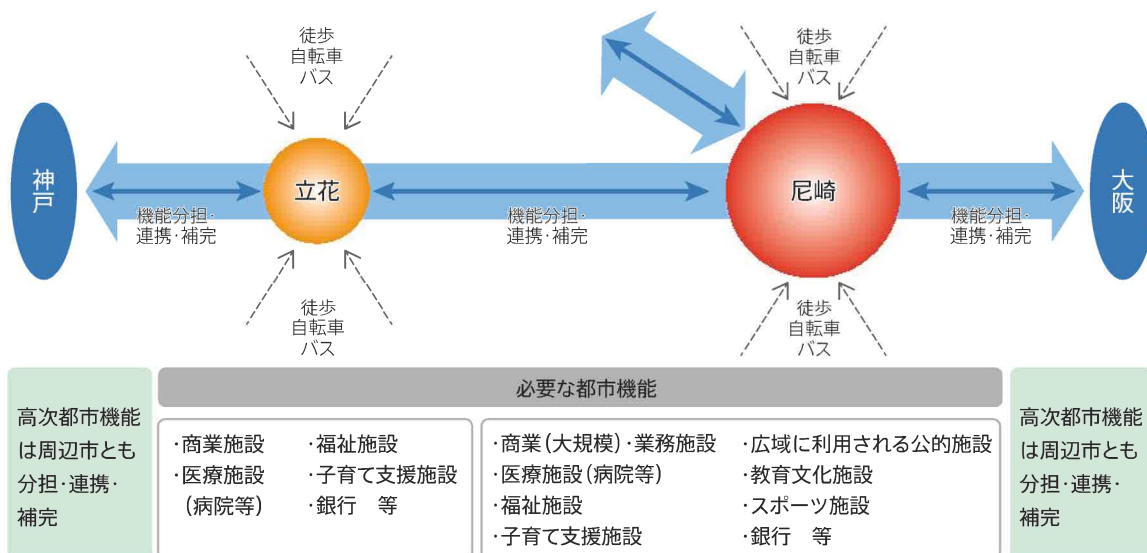 徒歩
自転車
バス
徒歩
自転車
バス
神戸
立花
尼崎
大阪
機能分担・
連携・補完
機能分担・
連携・補完
機能分担・
連携・補完
徒歩
自転車
バス
徒歩
自転車
バス
高次都市機能
は周辺市とも
分担・連携・
補完
必要な都市機能
・商業施設
・医療施設
(病院等)
・福祉施設
・子育て支援施設
・銀行　等
・商業(大規模)・業務施設
・医療施設(病院等)
・福祉施設
・子育て支援施設
・広域に利用される公的施設
・教育文化施設
・スポーツ施設
・銀行　等
高次都市機能
は周辺市とも
分担・連携・
補完